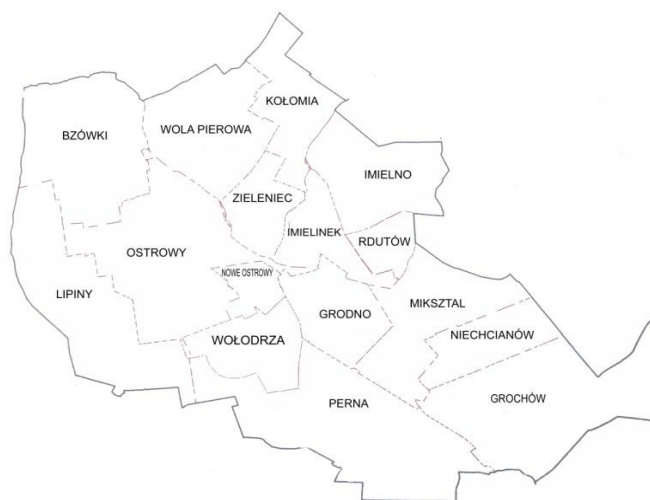 KOŁOMIA
WOLA PIEROWA
BZÓWKI
IMIELNO
ZIELENIEC
IMIELINEK
RDUTÓW
OSTROWY
NOWE OSTROWY
LIPINY
MIKSZTAL
GRODNO
NIECHCIANÓW
WOŁODRZA
GROCHÓW
PERNA